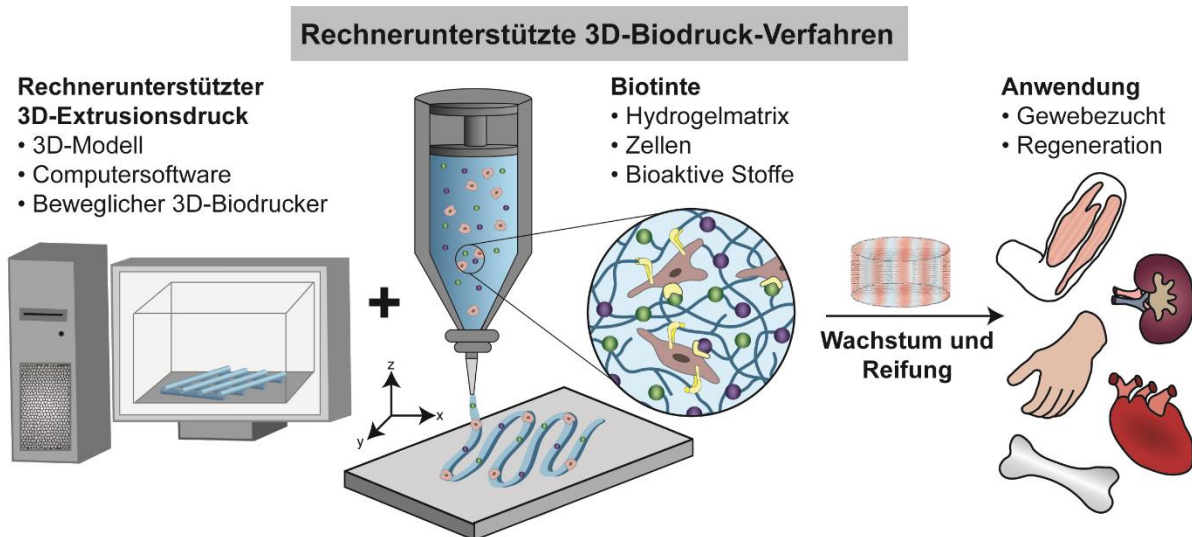 Rechnerunterstützte 3D-Biodruck-Verfahren
Rechnerunterstützter
3D-Extrusionsdruck
• 3D-Modell
• Computersoftware
• Beweglicher 3D-Biodrucker
Biotinte
• Hydrogelmatrix
• Zellen
• Bioaktive Stoffe
Anwendung
• Gewebezucht
• Regeneration
+
z
x
y
Wachstum und
Reifung